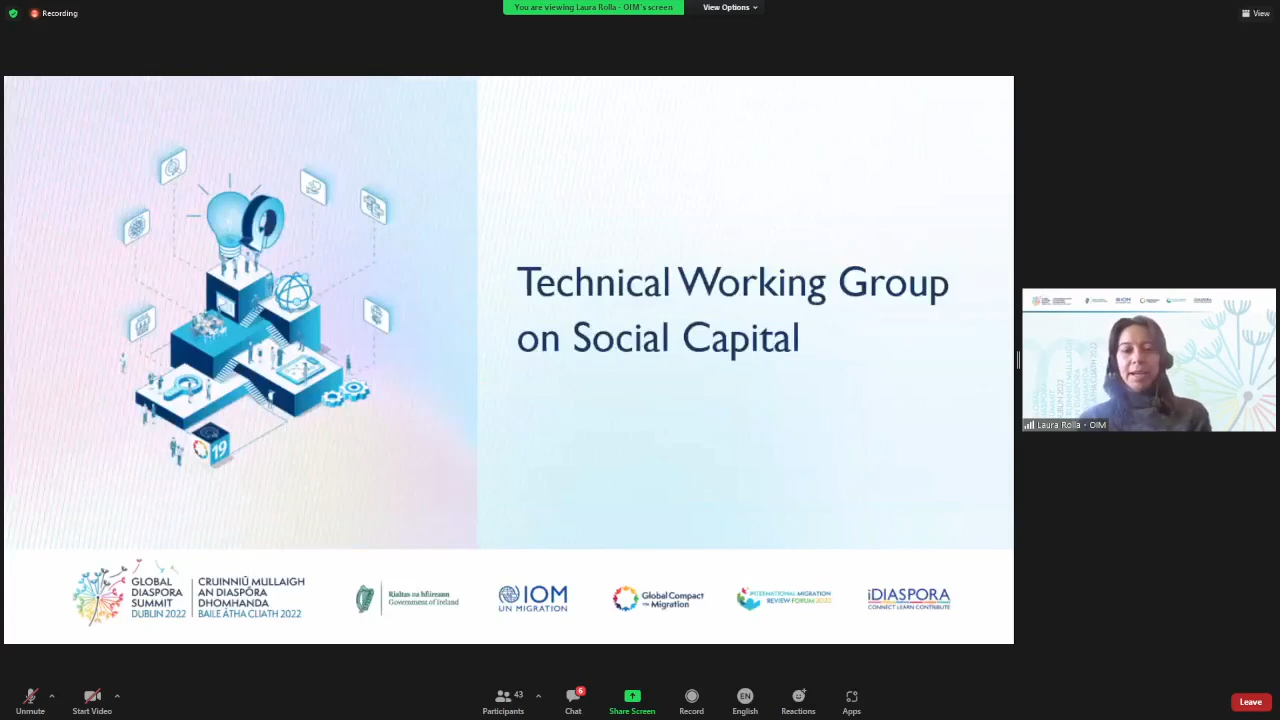 Recording
You are viewing Laura Rolla - OIM's screen
View Options
View
Technical Working Group
on Social Capital
19
Laura Rolla - OIM
GLOBAL
DIASPORA
SUMMIT
DUBLIN 2022
CRUINNIÚ MULLAIGH
AN DIASPÓRA
DHOMHANDA
BAILE ÁTHA CLIATH 2022
Rialtas na hÉireann
Government of Ireland
IOM
UN MIGRATION
Global Compact
for Migration
INTERNATIONAL MIGRATION
REVIEW FORUM 2022
iDIASPORA
CONNECT LEARN CONTRIBUTE
Unmute
Start Video
43
Participants
6
Chat
Share Screen
Record
EN
English
Reactions
Apps
Leave